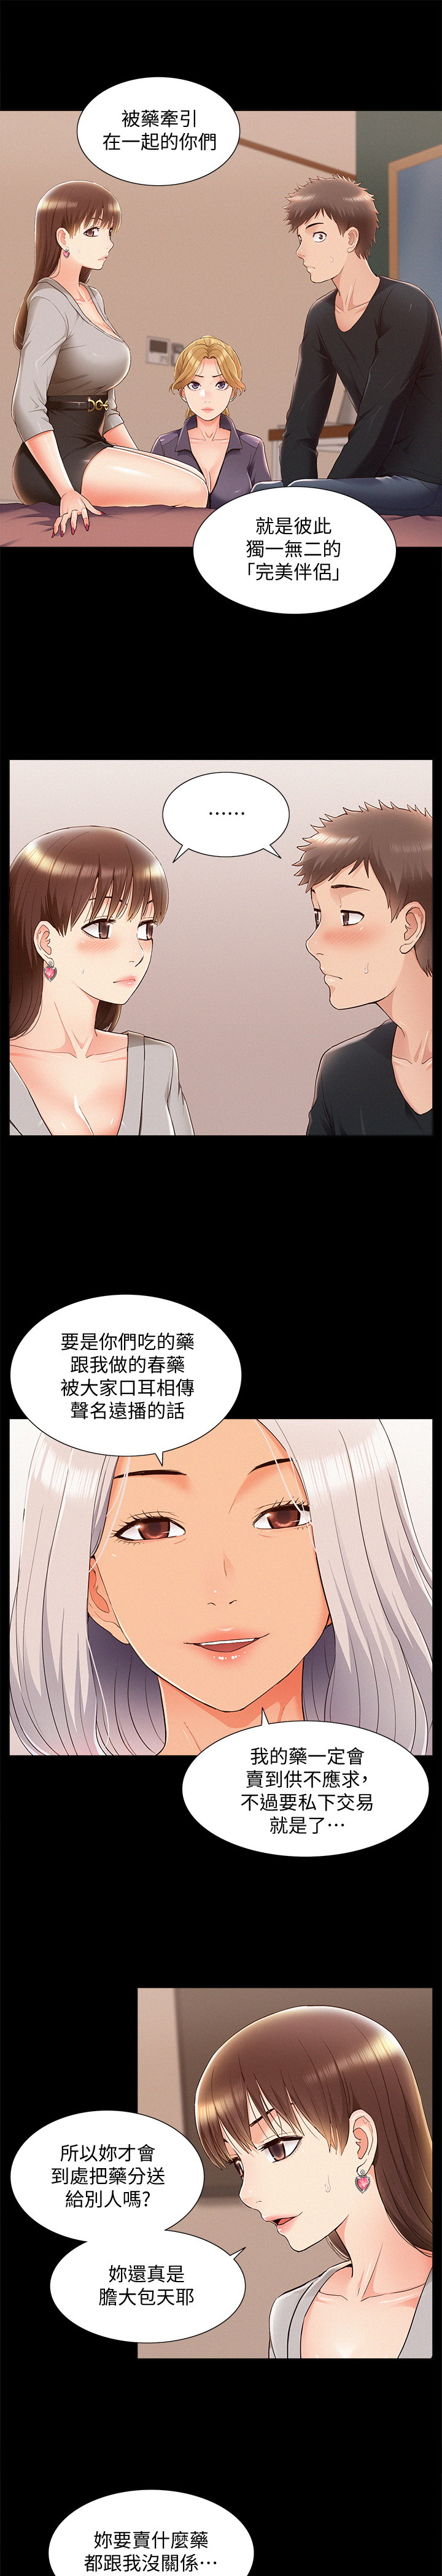 被藥牽引
在一起的你們
就是彼此
獨一無二的
「完美伴侶」
……
要是你們吃的藥
跟我做的春藥
被大家口耳相傳
聲名遠播的話
我的藥一定會
賣到供不應求，
不過要私下交易
就是了…
所以妳才會
到處把藥分送
給別人嗎?
妳還真是
膽大包天耶
妳要賣什麼藥
都跟我沒關係…